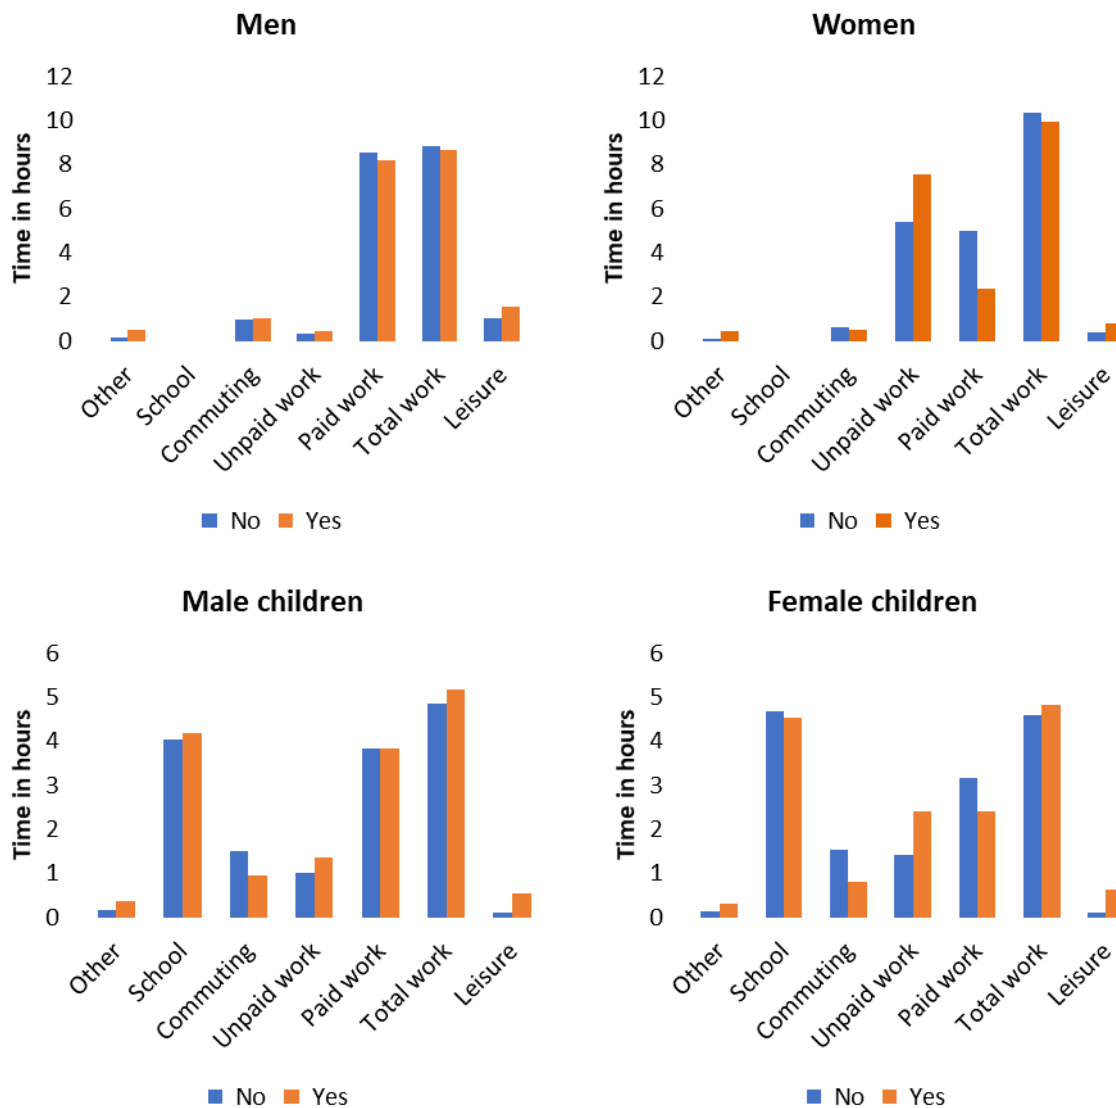 Men
Time in hours
12
10
8
6
4
2
0
Other
School
Commuting
Unpaid work
Paid work
Total work
Leisure
No Yes
Women
Time in hours
12
10
8
6
4
2
0
Other
School
Commuting
Unpaid work
Paid work
Total work
Leisure
No Yes
Male children
Time in hours
6
5
4
3
2
1
0
Other
School
Commuting
Unpaid work
Paid work
Total work
Leisure
No Yes
Female children
Time in hours
6
5
4
3
2
1
0
Other
School
Commuting
Unpaid work
Paid work
Total work
Leisure
No Yes